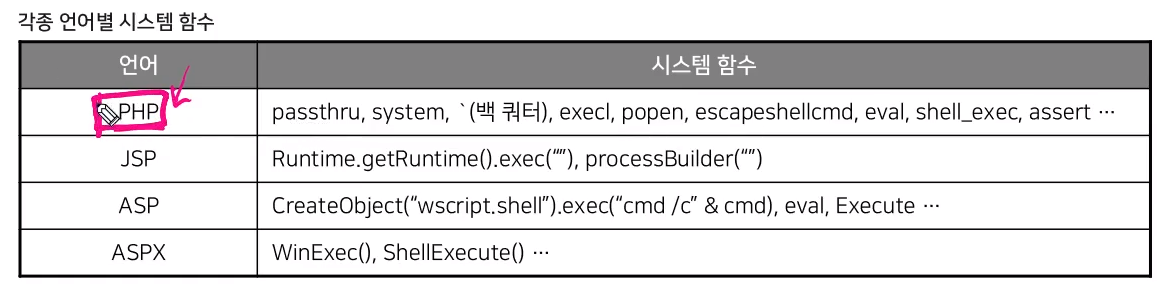 각종 언어별 시스템 함수
언어 시스템 함수
PHP passthru, system, `(백 쿼터), execl, popen, escapeshellcmd, eval, shell_exec, assert ⋯
JSP Runtime.getRuntime().exec(“”), processBuilder(“”)
ASP CreateObject(“wscript.shell”).exec(“cmd /c” & cmd), eval, Execute ⋯
ASPX WinExec(), ShellExecute() ⋯